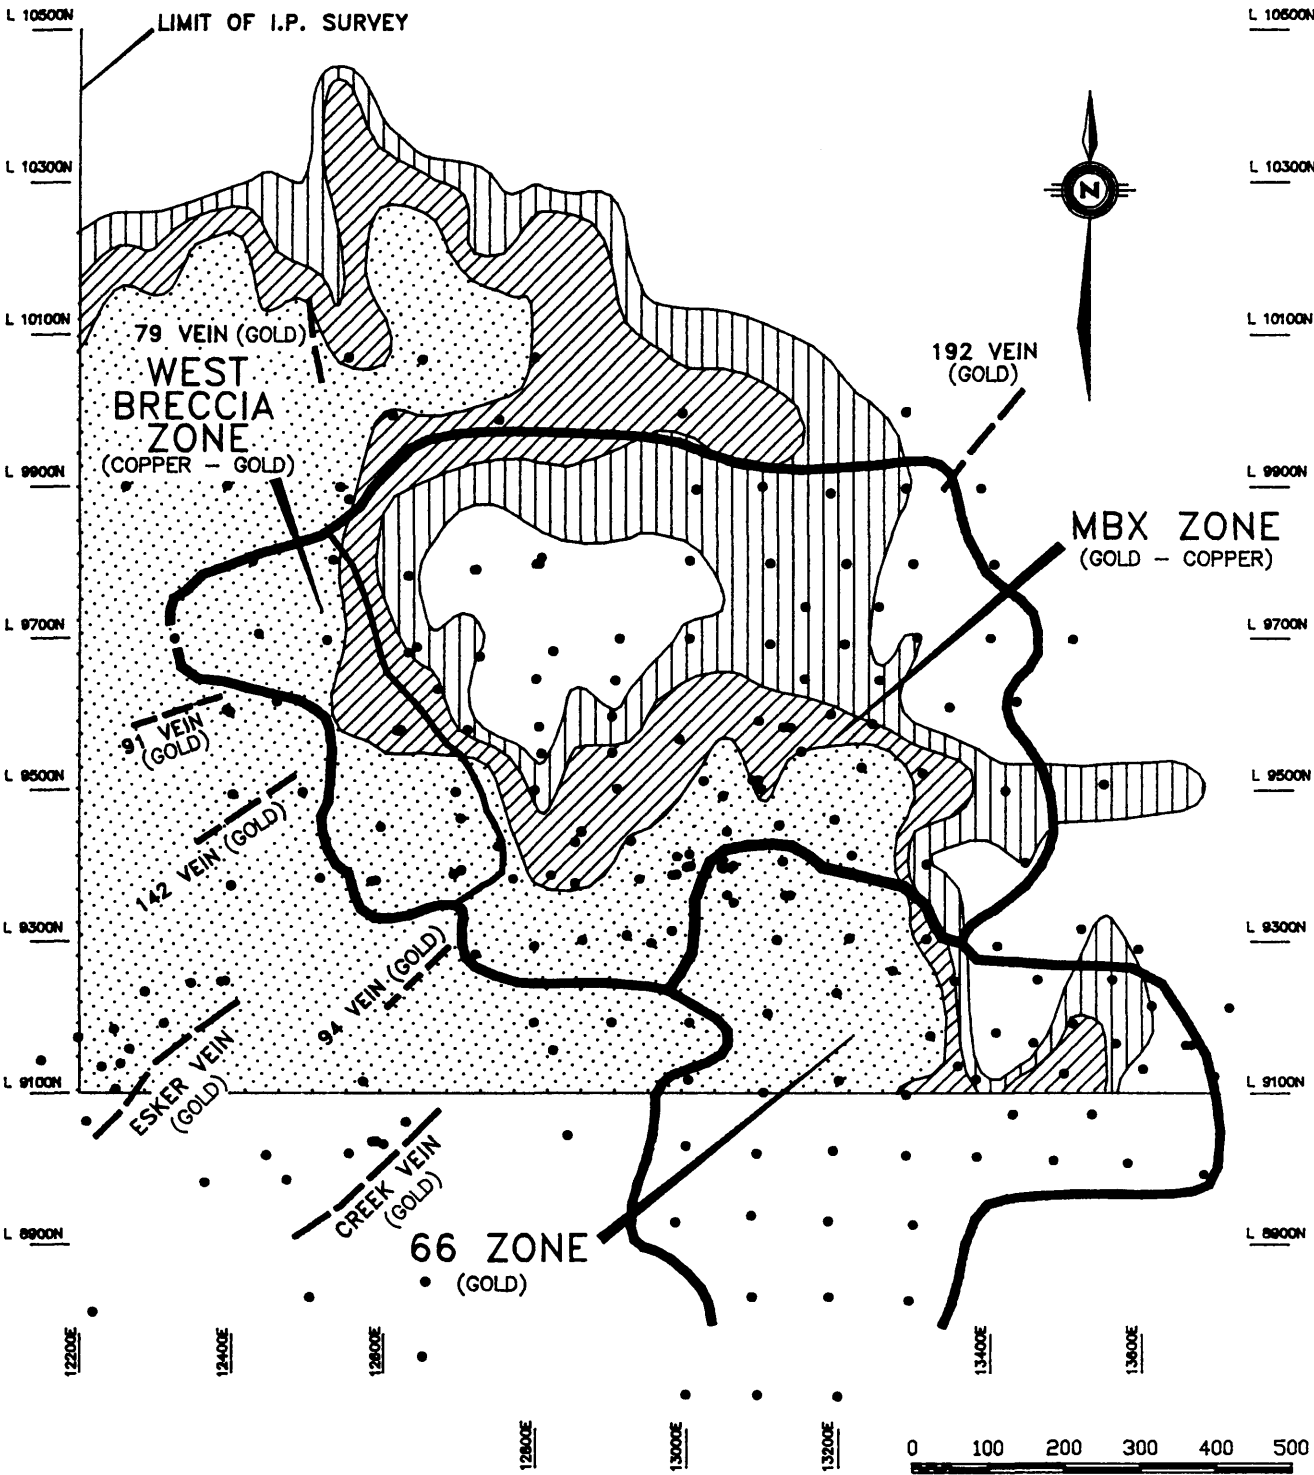 L 10500N
LIMIT OF I.P. SURVEY
L 10500N
L 10300N
N
L 10300N
L 10100N
79 VEIN (GOLD)
L 10100N
192 VEIN
(GOLD)
WEST
BRECCIA
ZONE
(COPPER – GOLD)
L 9900N
L 9900N
MBX ZONE
(GOLD – COPPER)
L 9700N
L 9700N
91 VEIN
(GOLD)
L 9500N
L 9500N
142 VEIN (GOLD)
L 9300N
L 9300N
94 VEIN (GOLD)
L 9100N
L 9100N
ESKER VEIN
(GOLD)
CREEK VEIN
(GOLD)
L 8900N
L 8900N
66 ZONE
(GOLD)
12200E
12400E
12600E
12800E
13000E
13200E
13400E
13600E
0 100 200 300 400 500